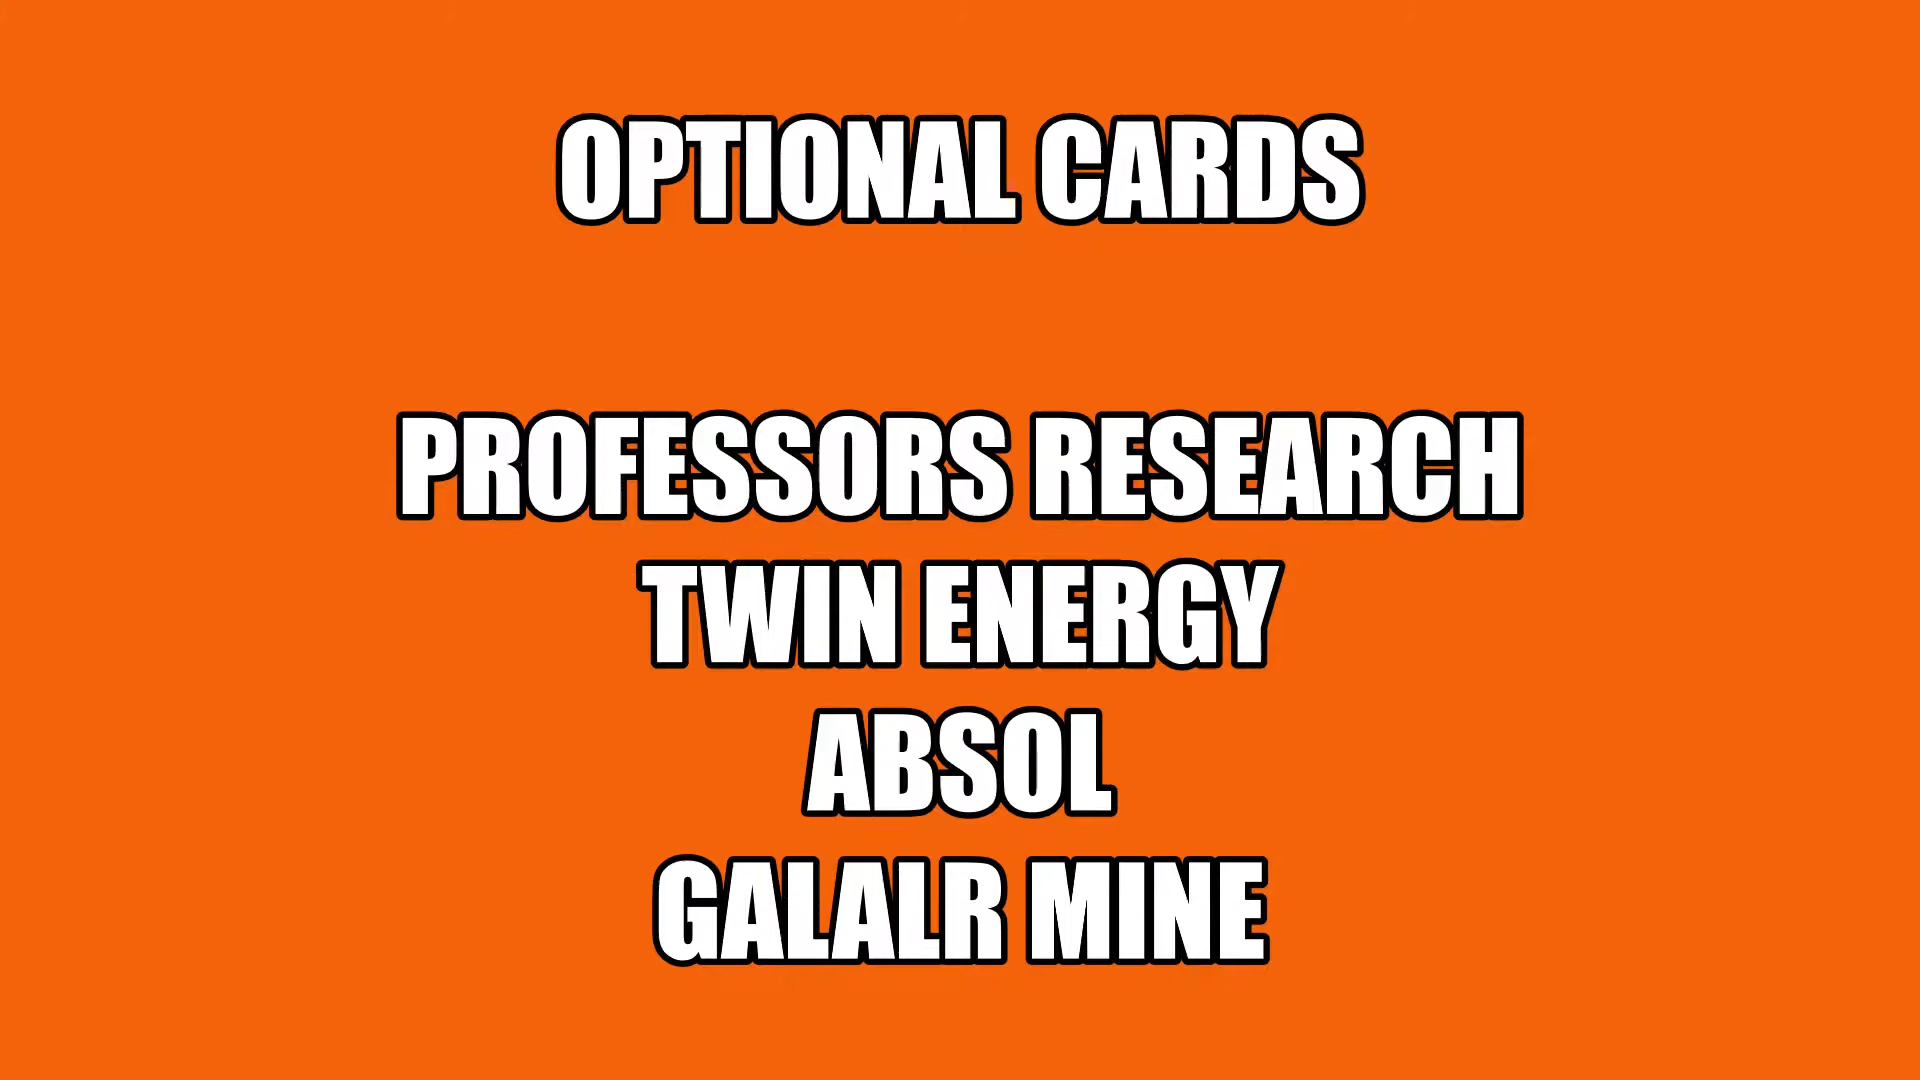 OPTIONAL CARDS
PROFESSORS RESEARCH
TWIN ENERGY
ABSOL
GALALR MINE